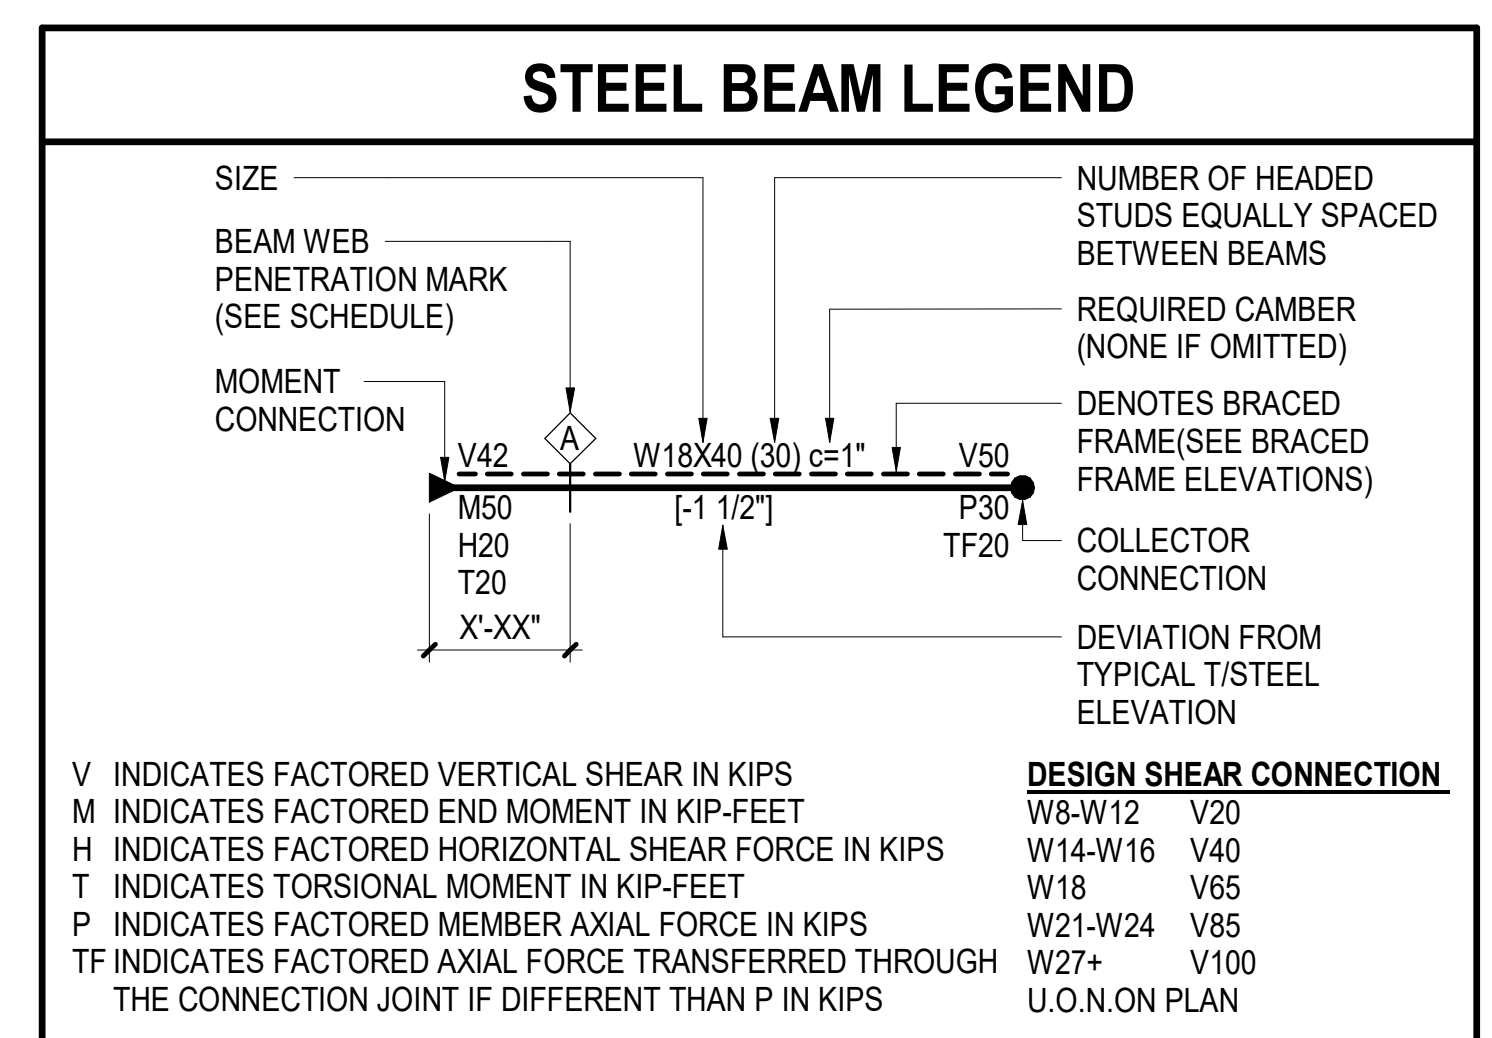 STEEL BEAM LEGEND
SIZE
BEAM WEB
PENETRATION MARK
(SEE SCHEDULE)
MOMENT
CONNECTION
NUMBER OF HEADED
STUDS EQUALLY SPACED
BETWEEN BEAMS
REQUIRED CAMBER
(NONE IF OMITTED)
DENOTES BRACED
FRAME(SEE BRACED
FRAME ELEVATIONS)
COLLECTOR
CONNECTION
DEVIATION FROM
TYPICAL T/STEEL
ELEVATION
V42
A
W18X40 (30) c=1"
V50
M50
H20
T20
[-1 1/2"]
P30
TF20
X'-XX"
V INDICATES FACTORED VERTICAL SHEAR IN KIPS
M INDICATES FACTORED END MOMENT IN KIP-FEET
H INDICATES FACTORED HORIZONTAL SHEAR FORCE IN KIPS
T INDICATES TORSIONAL MOMENT IN KIP-FEET
P INDICATES FACTORED MEMBER AXIAL FORCE IN KIPS
TF INDICATES FACTORED AXIAL FORCE TRANSFERRED THROUGH
THE CONNECTION JOINT IF DIFFERENT THAN P IN KIPS
DESIGN SHEAR CONNECTION
W8-W12 V20
W14-W16 V40
W18 V65
W21-W24 V85
W27+ V100
U.O.N.ON PLAN